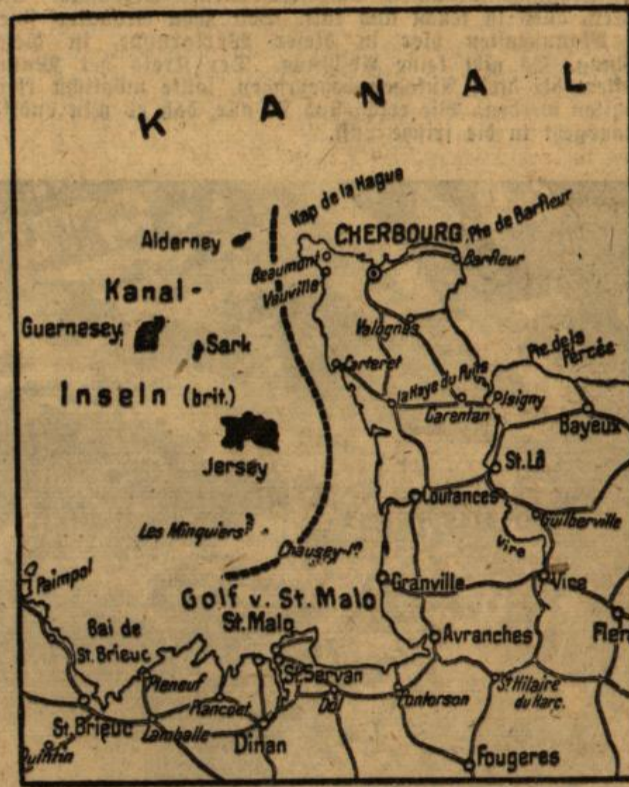 KANAL
Kap de la Hague
Alderney
CHERBOURG
Pte de Barfleur
Beaumont
Barfleur
Vauville
Kanal-
Guernesey
Valognes
Sark
Carteret
Pte. de la
Percée
Inseln (brit.)
la Haye du Puits
Carentan
Isigny
Bayeux
Jersey
St. Lô
Coutances
Les Minquiers
Guilberville
Chausey-I.
Vire
Paimpol
Granville
Vire
Golf v. St. Malo
St. Malo
Fler
Bai de
St. Brieuc
Avranches
St. Servan
Pleneuf
St. Hilaire
du Harc.
Plancoet
Dol
Pontorson
St. Brieuc
Lamballe
Dinan
Quintin
Fougeres